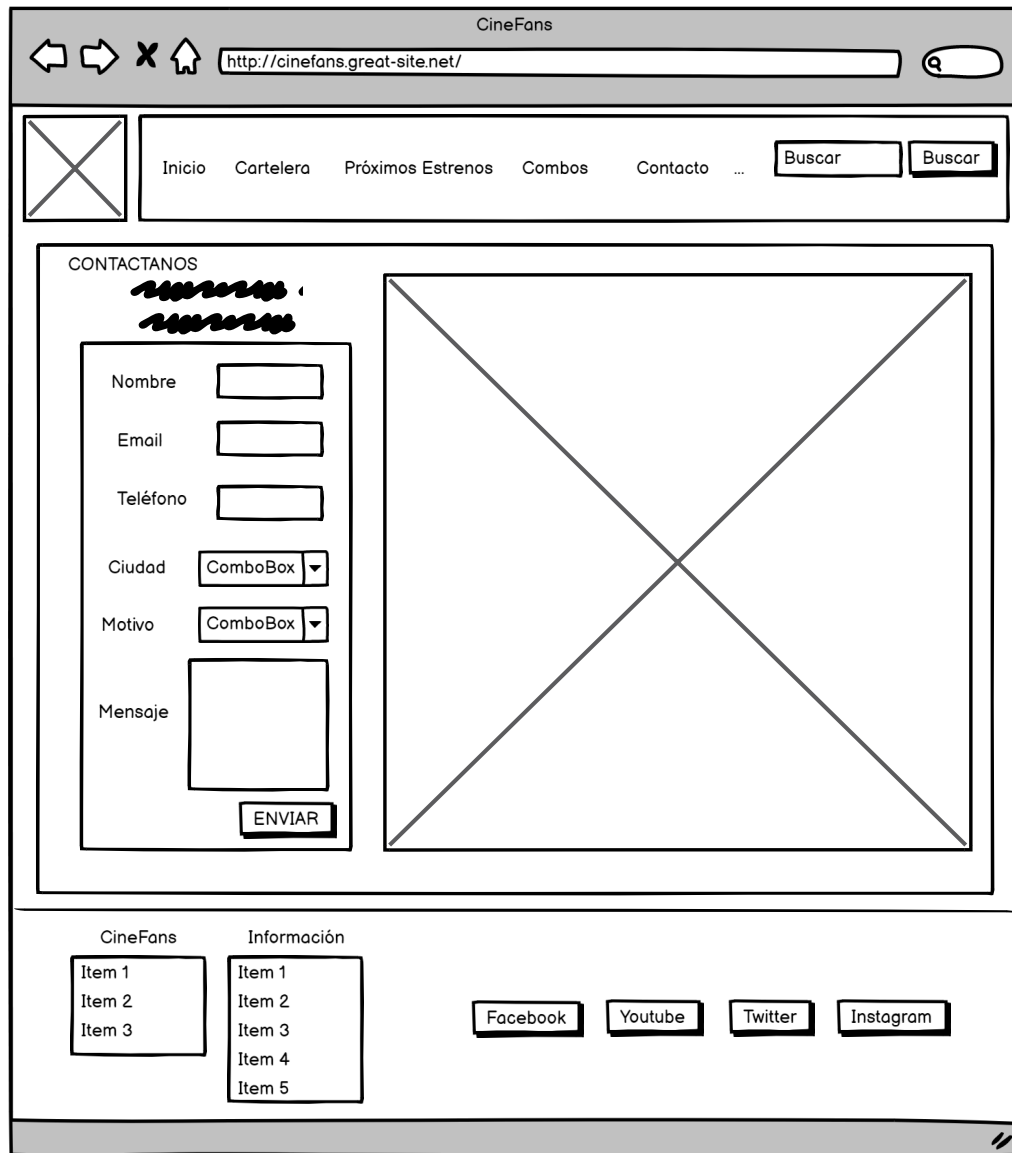 CineFans
http://cinefans.great-site.net/
Inicio Cartelera Próximos Estrenos Combos Contacto ... Buscar Buscar
CONTACTANOS
Nombre
Email
Teléfono
Ciudad ComboBox
Motivo ComboBox
Mensaje
ENVIAR
CineFans
Item 1
Item 2
Item 3
Información
Item 1
Item 2
Item 3
Item 4
Item 5
Facebook Youtube Twitter Instagram